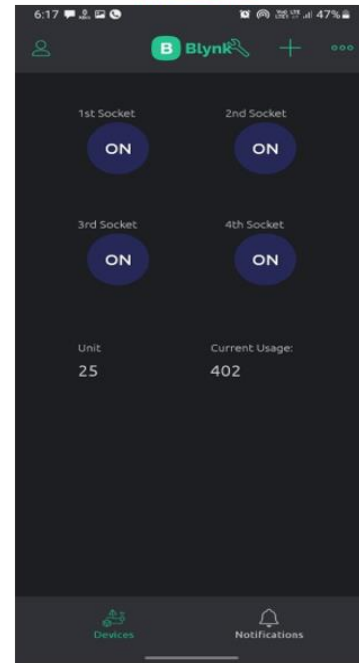 6:17 47%
B Blynk
1st Socket 2nd Socket
ON ON
3rd Socket 4th Socket
ON ON
Unit Current Usage:
25 402
Devices Notifications